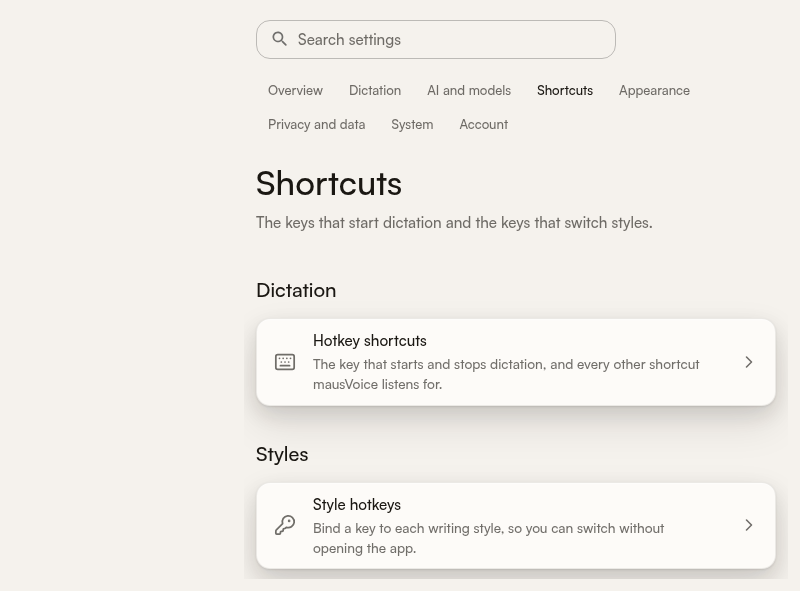 Search settings
Overview Dictation AI and models Shortcuts Appearance
Privacy and data System Account
Shortcuts
The keys that start dictation and the keys that switch styles.
Dictation
Hotkey shortcuts
The key that starts and stops dictation, and every other shortcut
mausVoice listens for.
Styles
Style hotkeys
Bind a key to each writing style, so you can switch without
opening the app.